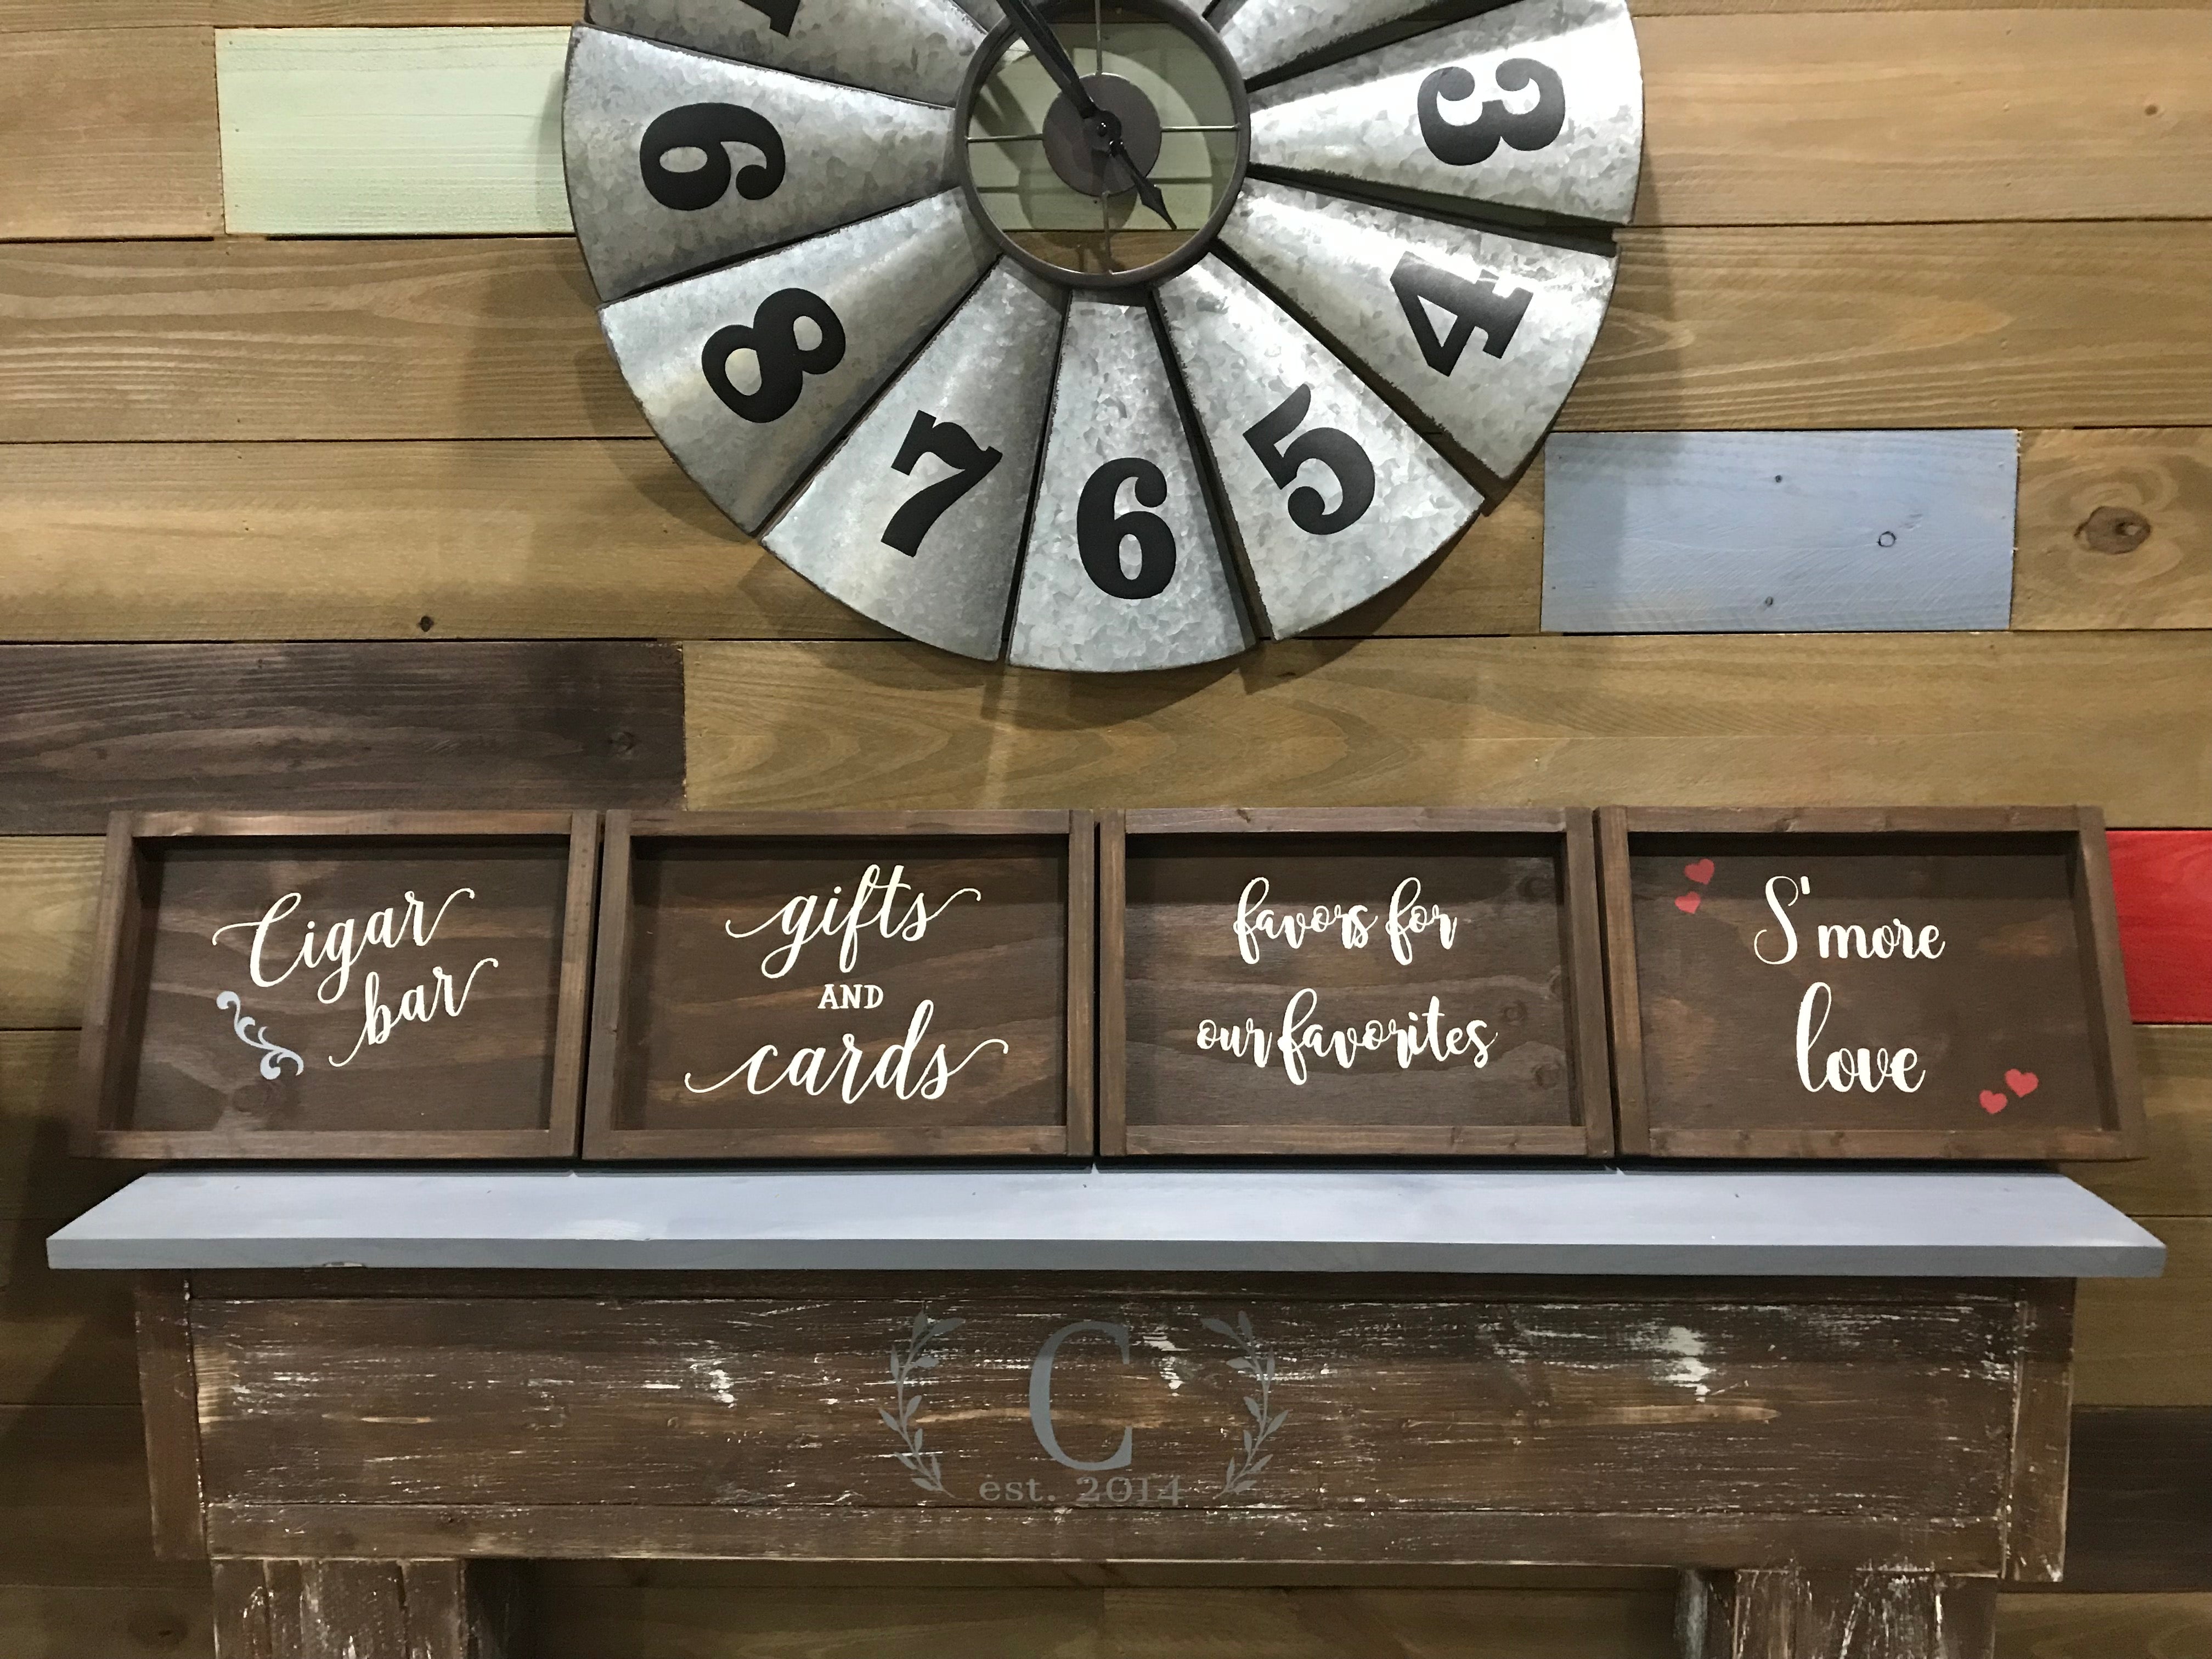 1
9
3
8
4
7
5
6
Cigar
bar
gifts
AND
cards
favors for
our favorites
S'more
love
C
est. 2014